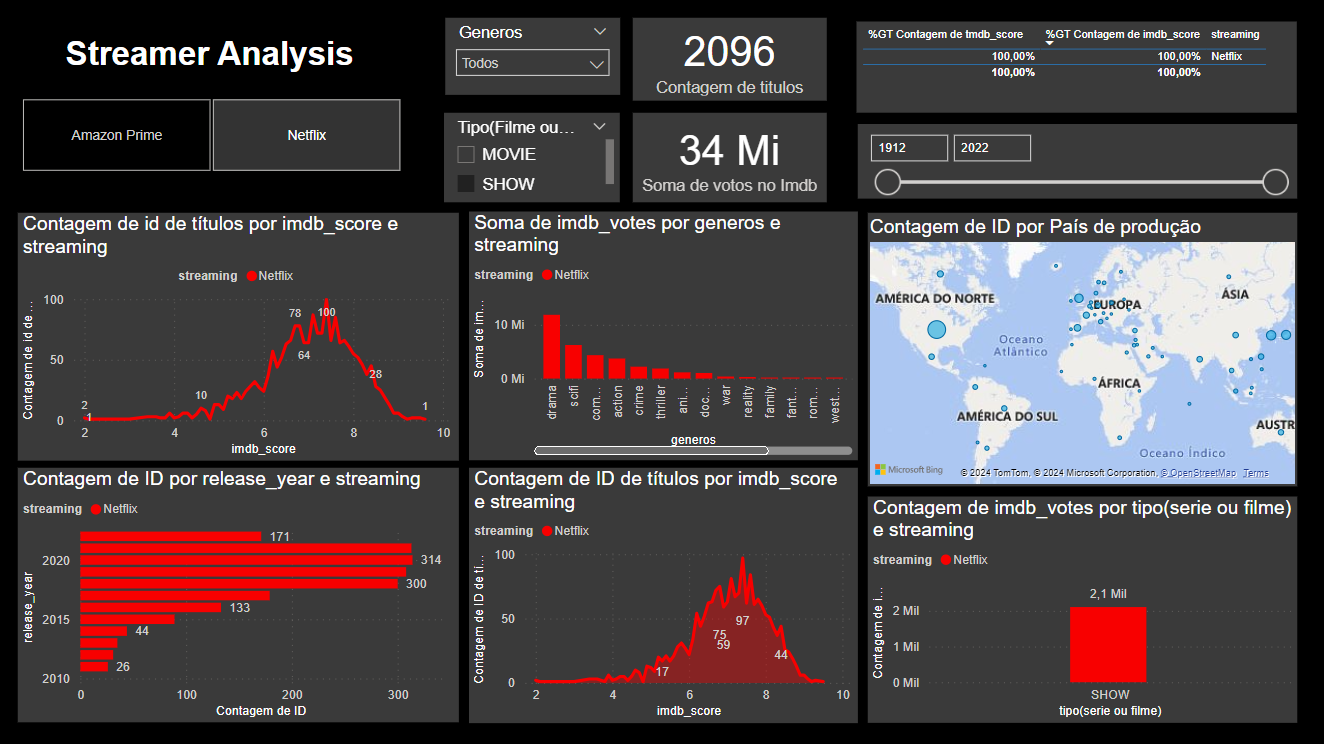 Streamer Analysis
Amazon Prime
Netflix
Generos
Todos
Tipo(Filme ou…
MOVIE
SHOW
2096
Contagem de titulos
34 Mi
Soma de votos no Imdb
%GT Contagem de tmdb_score %GT Contagem de imdb_score streaming
100,00% 100,00% Netflix
100,00% 100,00%
1912 2022
Contagem de id de títulos por imdb_score e
streaming
streaming Netflix
Contagem de id de …
100
50
0
2
1
10
78
64
100
28
1
2 4 6 8 10
imdb_score
Soma de imdb_votes por generos e
streaming
streaming Netflix
Soma de im…
10 Mi
0 Mi
drama
scifi
com…
action
crime
thriller
ani…
doc…
war
reality
family
fant…
rom…
west…
generos
Contagem de ID por País de produção
AMÉRICA DO NORTE
EUROPA
ÁSIA
Oceano
Atlântico
ÁFRICA
AMÉRICA DO SUL
AUSTR
Oceano Índico
Microsoft Bing
© 2024 TomTom, © 2024 Microsoft Corporation, © OpenStreetMap Terms
Contagem de ID por release_year e streaming
streaming Netflix
release_year
2020
2015
2010
171
314
300
133
44
26
0 100 200 300
Contagem de ID
Contagem de ID de títulos por imdb_score
e streaming
streaming Netflix
Contagem de ID de tí…
100
50
0
17
75
59
97
44
2 4 6 8 10
imdb_score
Contagem de imdb_votes por tipo(serie ou filme)
e streaming
streaming Netflix
Contagem de i…
2 Mil
1 Mil
0 Mil
2,1 Mil
SHOW
tipo(serie ou filme)